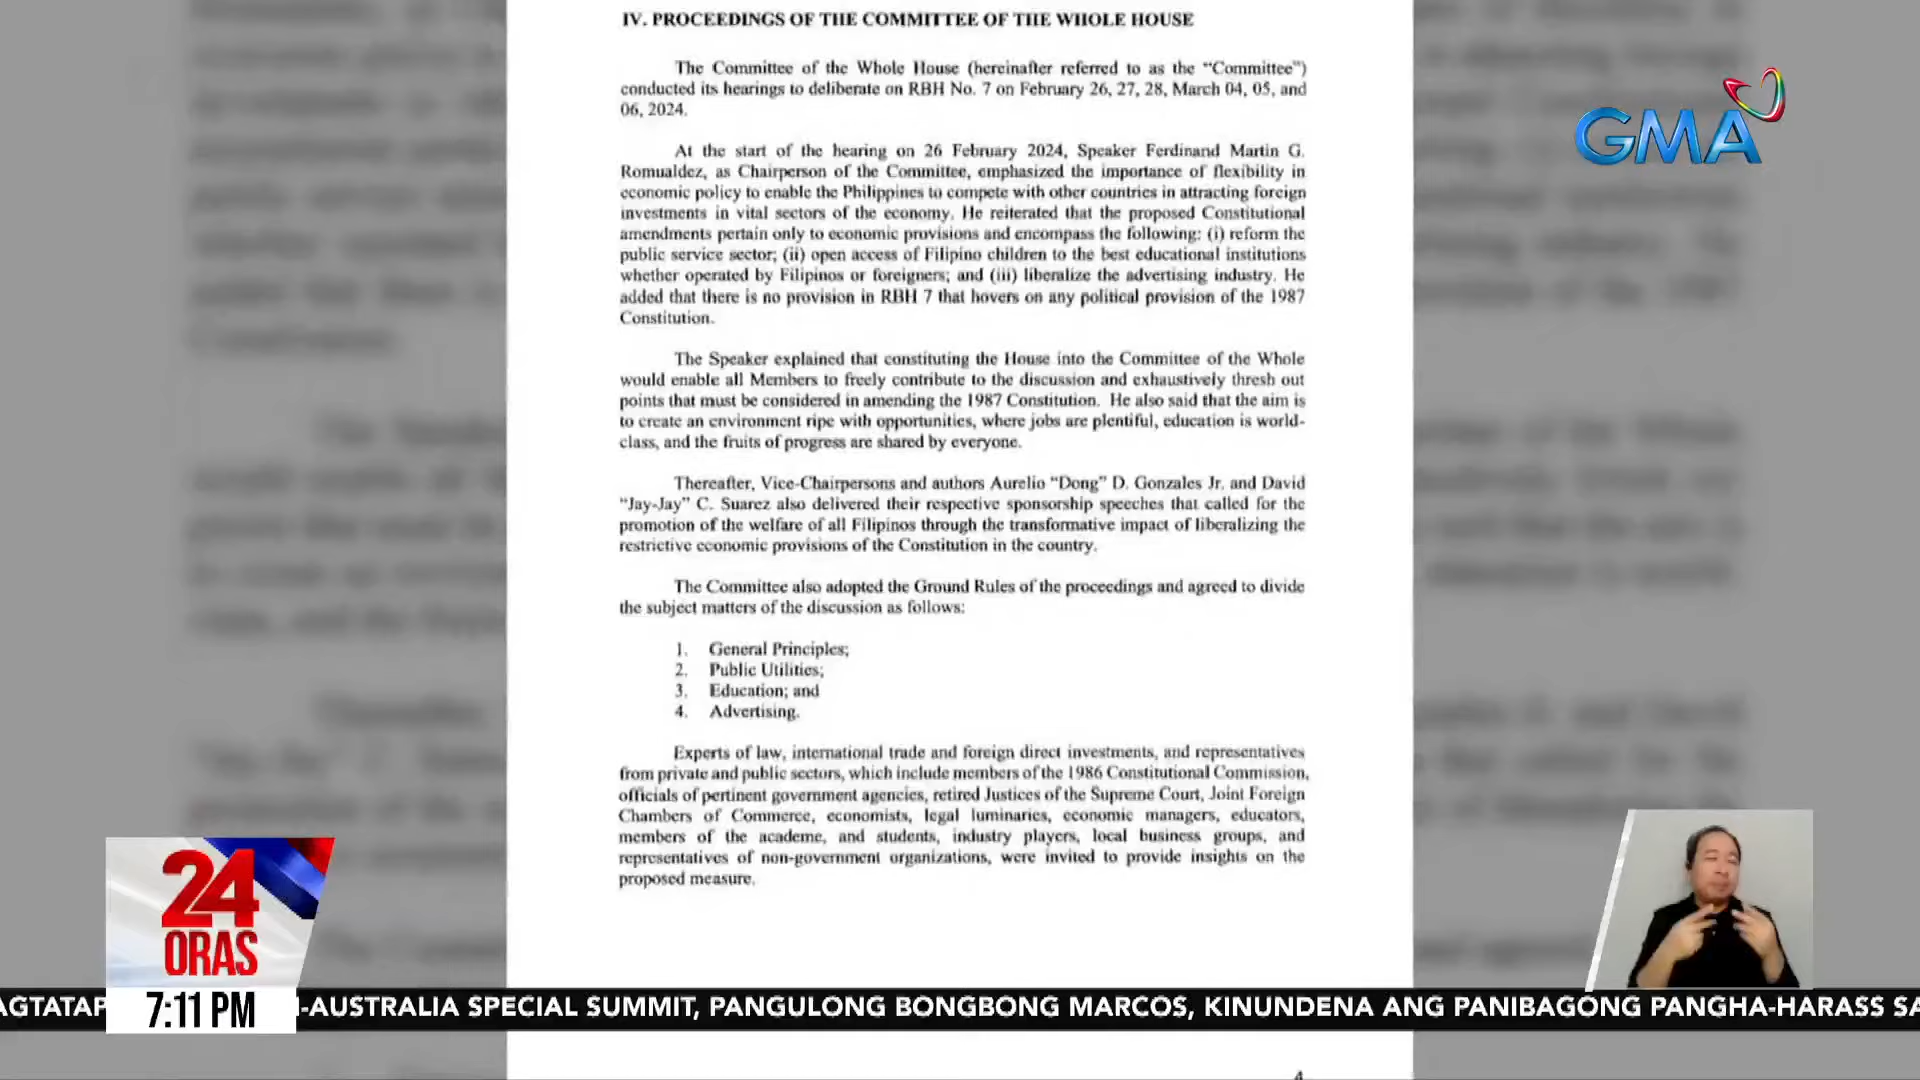 IV. PROCEEDINGS OF THE COMMITTEE OF THE WHOLE HOUSE
The Committee of the Whole House (hereinafter referred to as the “Committee”)
conducted its hearings to deliberate on RBH No. 7 on February 26, 27, 28, March 04, 05, and
06, 2024.
At the start of the hearing on 26 February 2024, Speaker Ferdinand Martin G.
Romualdez, as Chairperson of the Committee, emphasized the importance of flexibility in
economic policy to enable the Philippines to compete with other countries in attracting foreign
investments in vital sectors of the economy. He reiterated that the proposed Constitutional
amendments pertain only to economic provisions and encompass the following: (i) reform the
public service sector; (ii) open access of Filipino children to the best educational institutions
whether operated by Filipinos or foreigners; and (iii) liberalize the advertising industry. He
added that there is no provision in RBH 7 that hovers on any political provision of the 1987
Constitution.
The Speaker explained that constituting the House into the Committee of the Whole
would enable all Members to freely contribute to the discussion and exhaustively thresh out
points that must be considered in amending the 1987 Constitution. He also said that the aim is
to create an environment ripe with opportunities, where jobs are plentiful, education is world-
class, and the fruits of progress are shared by everyone.
Thereafter, Vice-Chairpersons and authors Aurelio “Dong” D. Gonzales Jr. and David
“Jay-Jay” C. Suarez also delivered their respective sponsorship speeches that called for the
promotion of the welfare of all Filipinos through the transformative impact of liberalizing the
restrictive economic provisions of the Constitution in the country.
The Committee also adopted the Ground Rules of the proceedings and agreed to divide
the subject matters of the discussion as follows:
1. General Principles;
2. Public Utilities;
3. Education; and
4. Advertising.
Experts of law, international trade and foreign direct investments, and representatives
from private and public sectors, which include members of the 1986 Constitutional Commission,
officials of pertinent government agencies, retired Justices of the Supreme Court, Joint Foreign
Chambers of Commerce, economists, legal luminaries, economic managers, educators,
members of the academe, and students, industry players, local business groups, and
representatives of non-government organizations, were invited to provide insights on the
proposed measure.
4
GMA
24
ORAS
7:11 PM
AGTATAP
-AUSTRALIA SPECIAL SUMMIT, PANGULONG BONGBONG MARCOS, KINUNDENA ANG PANIBAGONG PANGHA-HARASS SA